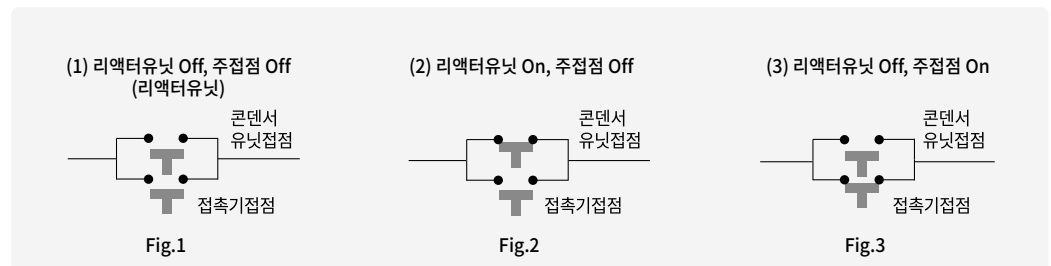 (1) 리액터유닛 Off, 주접점 Off
(리액터유닛)
콘덴서
유닛접점
접촉기접점
Fig.1
(2) 리액터유닛 On, 주접점 Off
콘덴서
유닛접점
접촉기접점
Fig.2
(3) 리액터유닛 Off, 주접점 On
콘덴서
유닛접점
접촉기접점
Fig.3